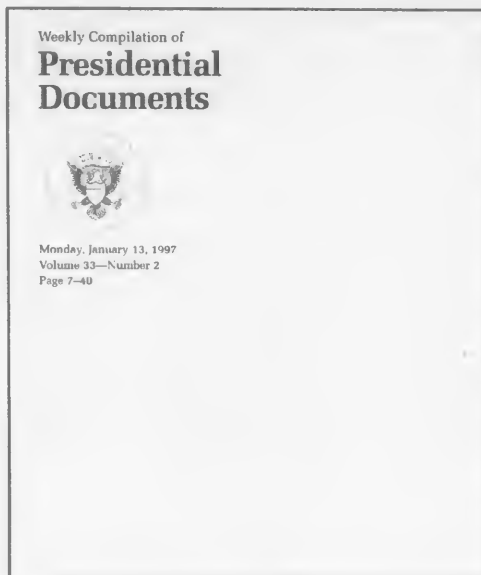 Weekly Compilation of
Presidential
Documents
Monday, January 13, 1997
Volume 33—Number 2
Page 7–40